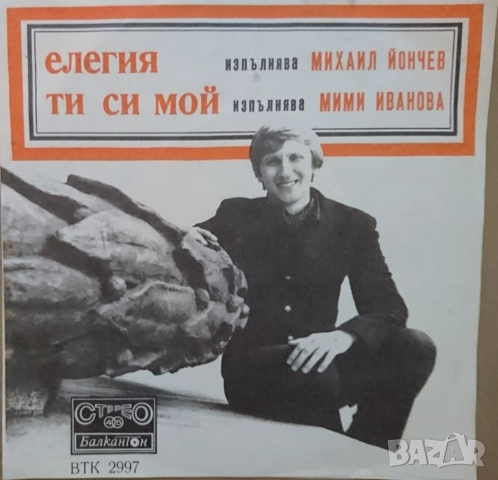 елегия изпълнява МИХАИЛ ЙОНЧЕВ
ТИ СИ МОЙ изпълнява МИМИ ИВАНОВА
СТЕРЕО
Балкантон
ВТК 2997
BAZAR